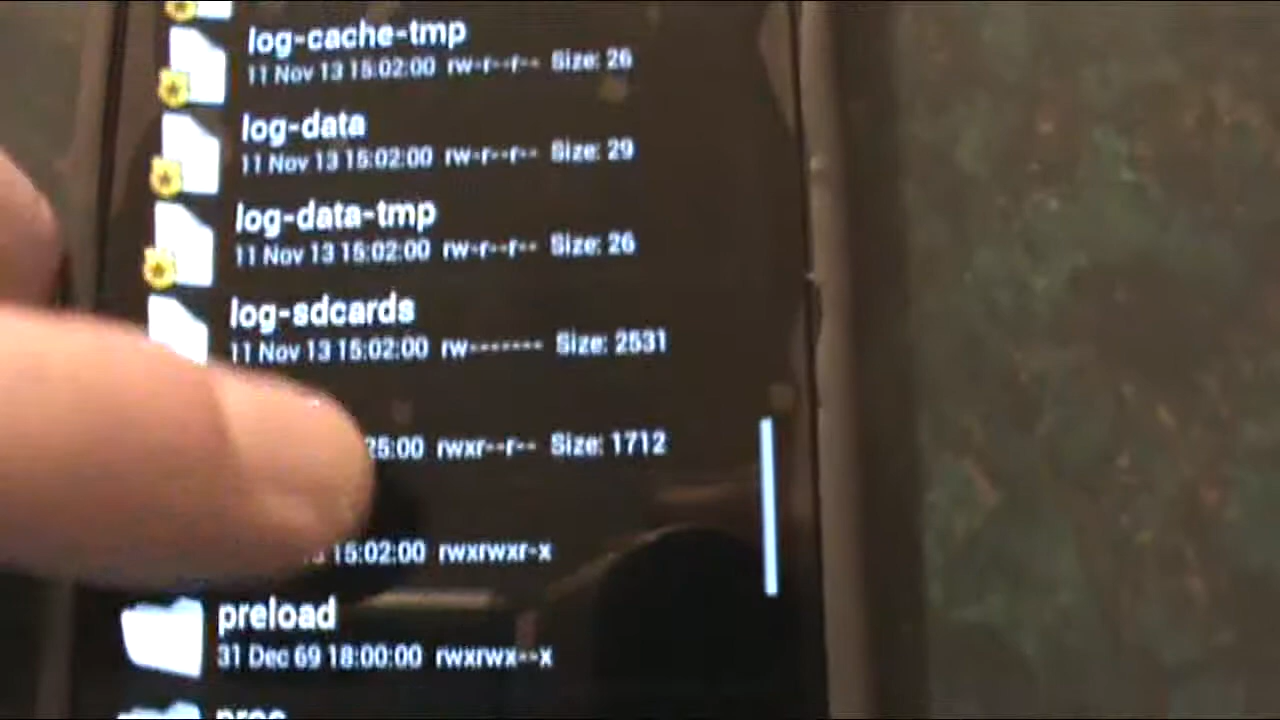 log-cache-tmp
11 Nov 13 15:02:00 rw-r--r-- Size: 26
log-data
11 Nov 13 15:02:00 rw-r--r-- Size: 29
log-data-tmp
11 Nov 13 15:02:00 rw-r--r-- Size: 26
log-sdcards
11 Nov 13 15:02:00 rw------- Size: 2531
25:00 rwxr--r-- Size: 1712
15:02:00 rwxrwxr-x
preload
31 Dec 69 18:00:00 rwxrwx--x
proc